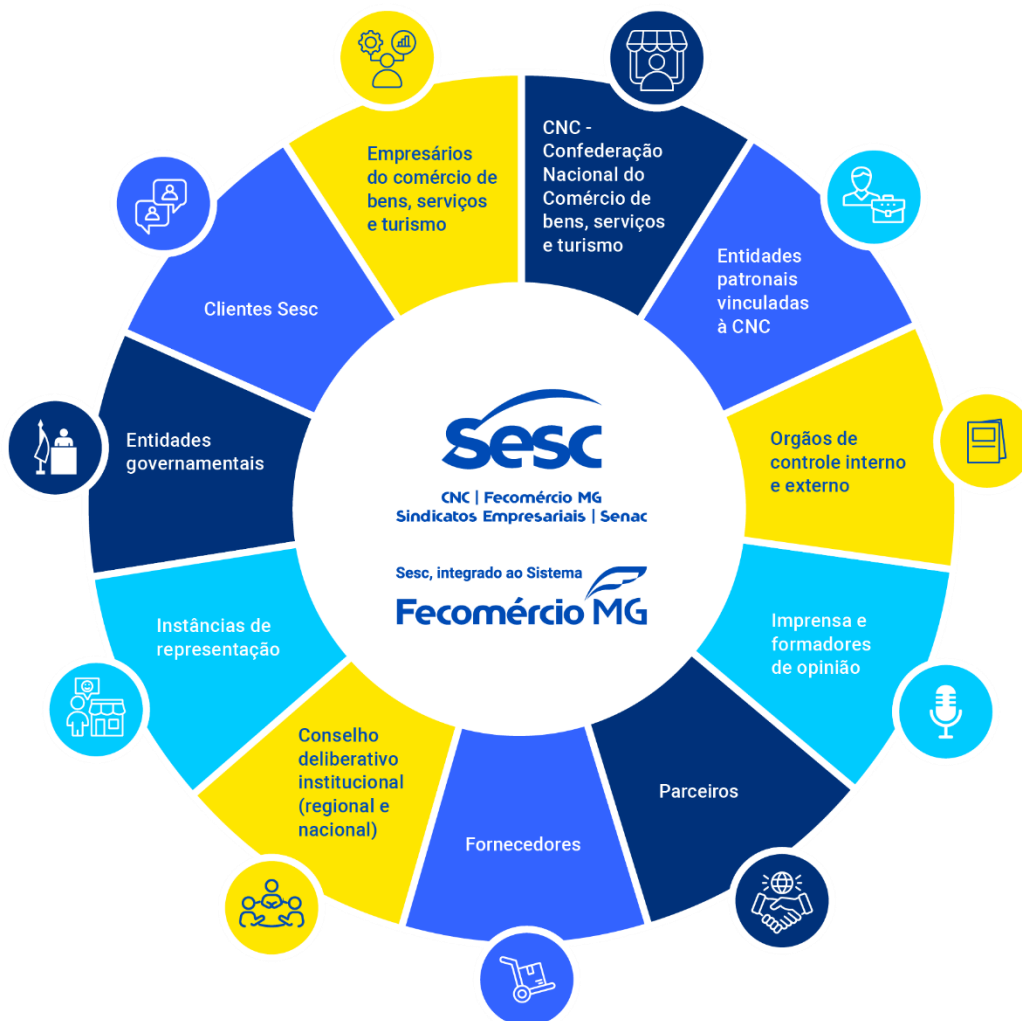 CNC -
Confederação
Nacional do
Comércio de
bens, serviços
e turismo
Entidades
patronais
vinculadas
à CNC
Orgãos de
controle interno
e externo
Imprensa e
formadores
de opinião
Parceiros
Fornecedores
Conselho
deliberativo
institucional
(regional e
nacional)
Instâncias de
representação
Entidades
governamentais
Clientes Sesc
Empresários
do comércio de
bens, serviços
e turismo
Sesc
CNC | Fecomércio MG
Sindicatos Empresariais | Senac
Sesc, integrado ao Sistema
Fecomércio MG